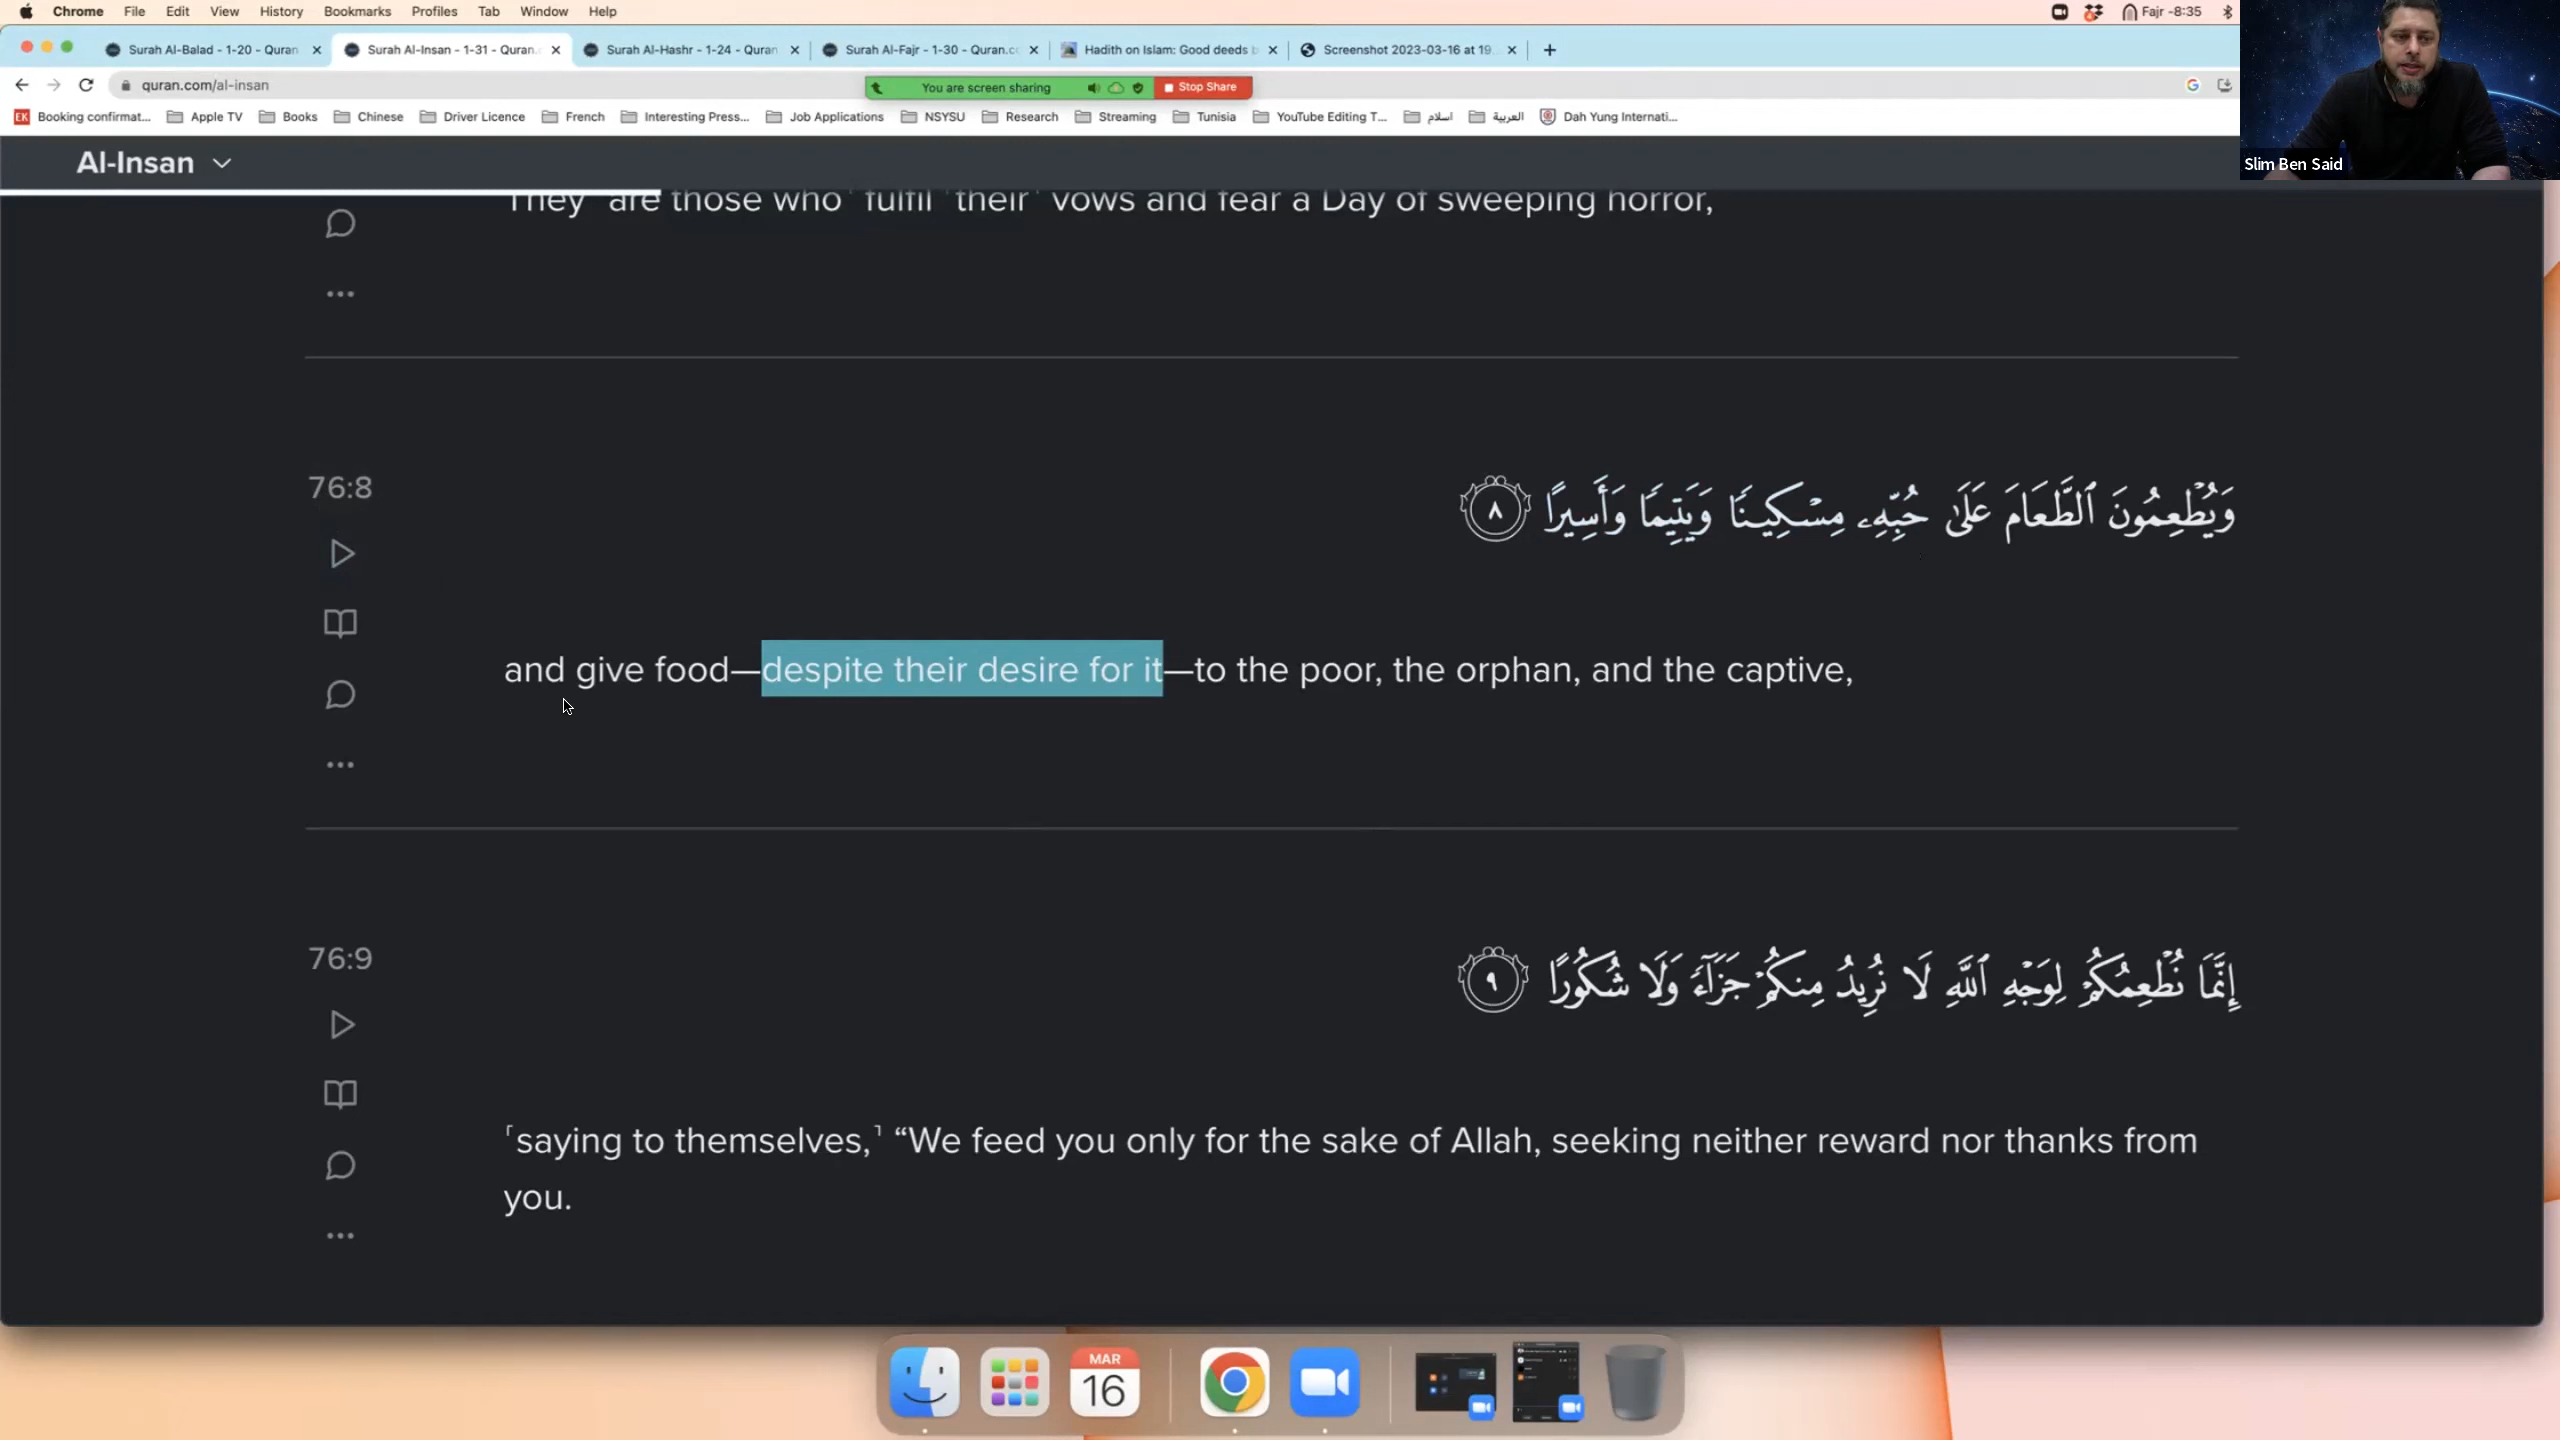 Chrome File Edit View History Bookmarks Profiles Tab Window Help Fajr -8:35
Surah Al-Balad - 1-20 - Quran Surah Al-Insan - 1-31 - Quran. Surah Al-Hashr - 1-24 - Quran Surah Al-Fajr - 1-30 - Quran.co Hadith on Islam: Good deeds b Screenshot 2023-03-16 at 19.
quran.com/al-insan You are screen sharing Stop Share
EK Booking confirmat... Apple TV Books Chinese Driver Licence French Interesting Press... Job Applications NSYSU Research Streaming Tunisia YouTube Editing T... اسلام العربية Dah Yung Internati...
Slim Ben Said
Al-Insan
They are those who˺ fulfil ˹their˺ vows and fear a Day of sweeping horror,
76:8
وَيُطْعِمُونَ ٱلطَّعَامَ عَلَىٰ حُبِّهِۦ مِسْكِينًا وَيَتِيمًا وَأَسِيرًا ٨
and give food—despite their desire for it—to the poor, the orphan, and the captive,
76:9
إِنَّمَا نُطْعِمُكُمْ لِوَجْهِ ٱللَّهِ لَا نُرِيدُ مِنكُمْ جَزَآءً وَلَا شُكُورًا ٩
˹saying to themselves,˺ “We feed you only for the sake of Allah, seeking neither reward nor thanks from
you.
MAR
16